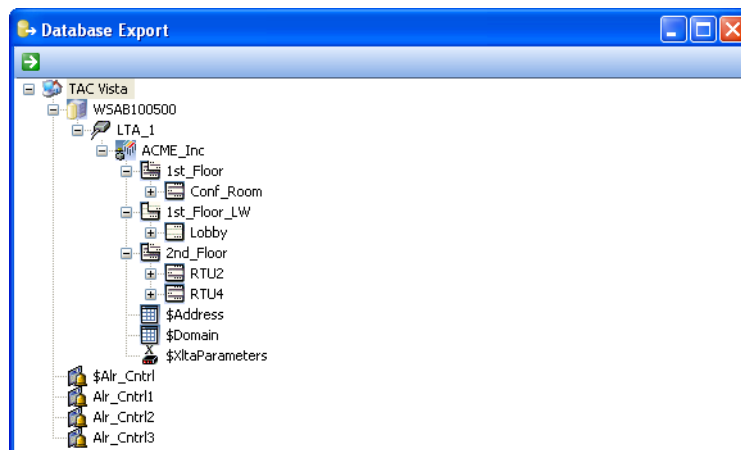 Database Export
TAC Vista
WSAB100500
LTA_1
ACME_Inc
1st_Floor
Conf_Room
1st_Floor_LW
Lobby
2nd_Floor
RTU2
RTU4
$Address
$Domain
$XltaParameters
$Alr_Cntrl
Alr_Cntrl1
Alr_Cntrl2
Alr_Cntrl3